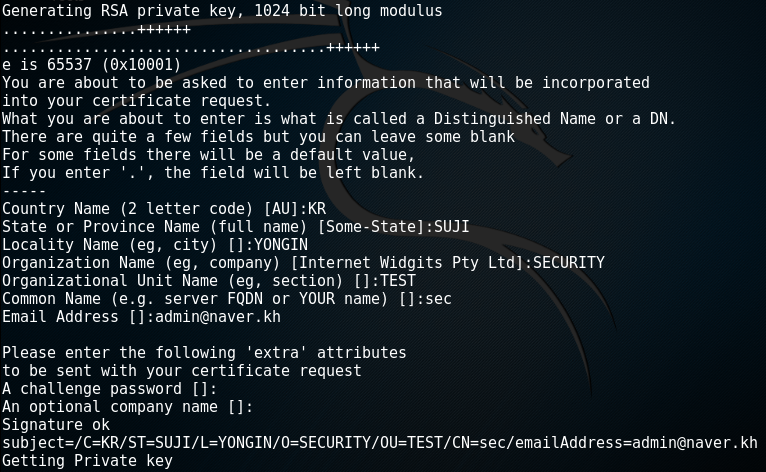 Generating RSA private key, 1024 bit long modulus
...............++++++
....................................++++++
e is 65537 (0x10001)
You are about to be asked to enter information that will be incorporated
into your certificate request.
What you are about to enter is what is called a Distinguished Name or a DN.
There are quite a few fields but you can leave some blank
For some fields there will be a default value,
If you enter '.', the field will be left blank.
-----
Country Name (2 letter code) [AU]:KR
State or Province Name (full name) [Some-State]:SUJI
Locality Name (eg, city) []:YONGIN
Organization Name (eg, company) [Internet Widgits Pty Ltd]:SECURITY
Organizational Unit Name (eg, section) []:TEST
Common Name (e.g. server FQDN or YOUR name) []:sec
Email Address []:admin@naver.kh
Please enter the following 'extra' attributes
to be sent with your certificate request
A challenge password []:
An optional company name []:
Signature ok
subject=/C=KR/ST=SUJI/L=YONGIN/O=SECURITY/OU=TEST/CN=sec/emailAddress=admin@naver.kh
Getting Private key